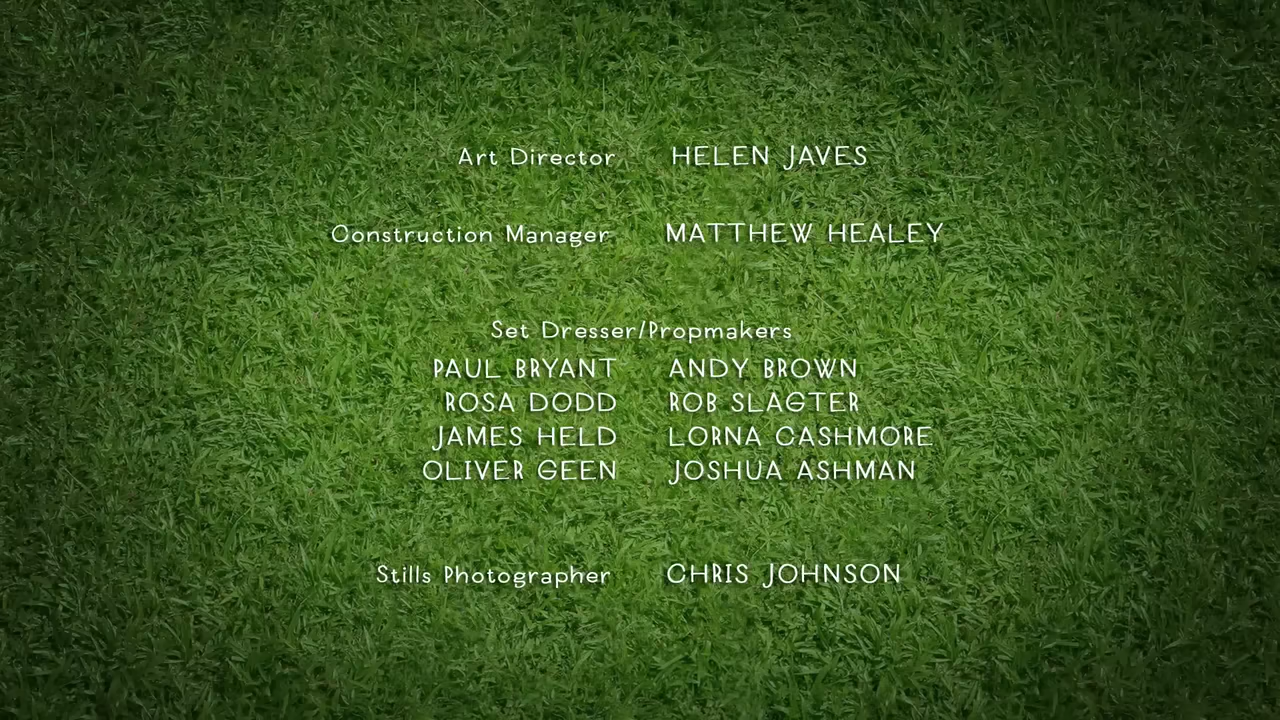 Art Director HELEN JAVES
Construction Manager MATTHEW HEALEY
Set Dresser/Propmakers
PAUL BRYANT ANDY BROWN
ROSA DODD ROB SLAGTER
JAMES HELD LORNA CASHMORE
OLIVER GEEN JOSHUA ASHMAN
Stills Photographer CHRIS JOHNSON